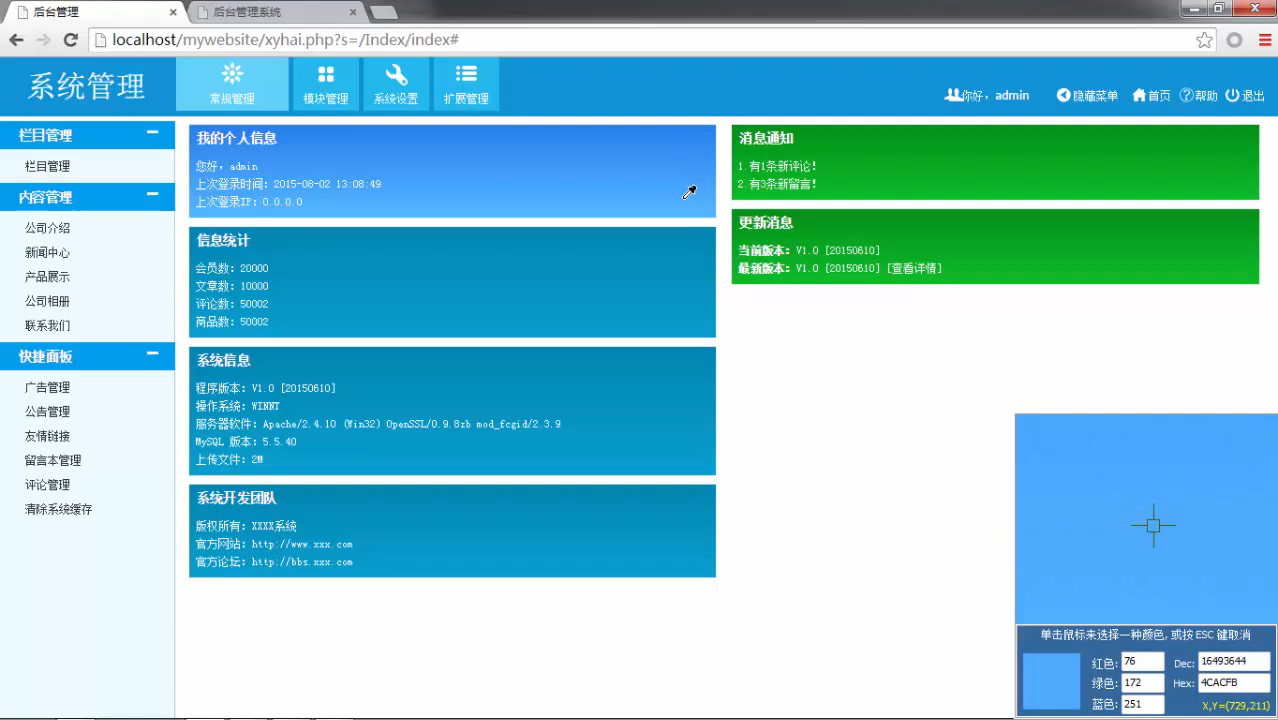 后台管理
后台管理系统
localhost/mywebsite/xyhai.php?s=/Index/index#
系统管理
常规管理
模块管理
系统设置
扩展管理
你好，admin
隐藏菜单
首页
帮助
退出
栏目管理
栏目管理
内容管理
公司介绍
新闻中心
产品展示
公司相册
联系我们
快捷面板
广告管理
公告管理
友情链接
留言本管理
评论管理
清除系统缓存
我的个人信息
您好，admin
上次登录时间：2015-08-02 13:08:49
上次登录IP：0.0.0.0
信息统计
会员数：20000
文章数：10000
评论数：50002
商品数：50002
系统信息
程序版本：V1.0 [20150610]
操作系统：WINNT
服务器软件：Apache/2.4.10 (Win32) OpenSSL/0.9.8zb mod_fcgid/2.3.9
MySQL 版本：5.5.40
上传文件：2M
系统开发团队
版权所有：XXXX系统
官方网站：http://www.xxx.com
官方论坛：http://bbs.xxx.com
消息通知
1.有1条新评论!
2.有3条新留言!
更新消息
当前版本：V1.0 [20150610]
最新版本：V1.0 [20150610] [查看详情]
单击鼠标来选择一种颜色, 或按 ESC 键取消
红色: 76 Dec: 16493644
绿色: 172 Hex: 4CACFB
蓝色: 251 X,Y=(729,211)